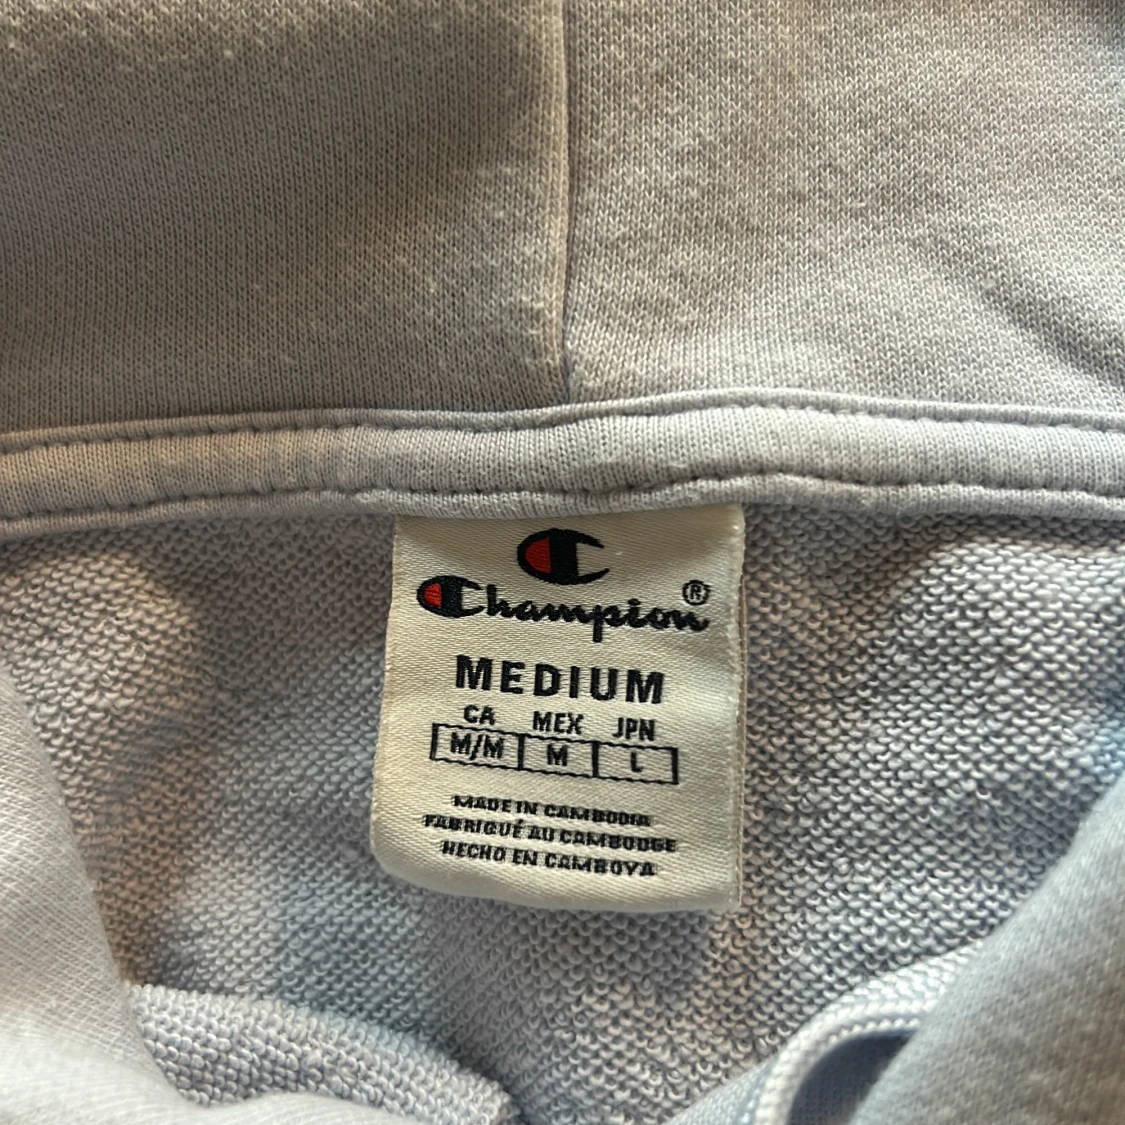 C
Champion®
MEDIUM
CA MEX JPN
M/M M L
MADE IN CAMBODIA
FABRIQUÉ AU CAMBODGE
HECHO EN CAMBOYA